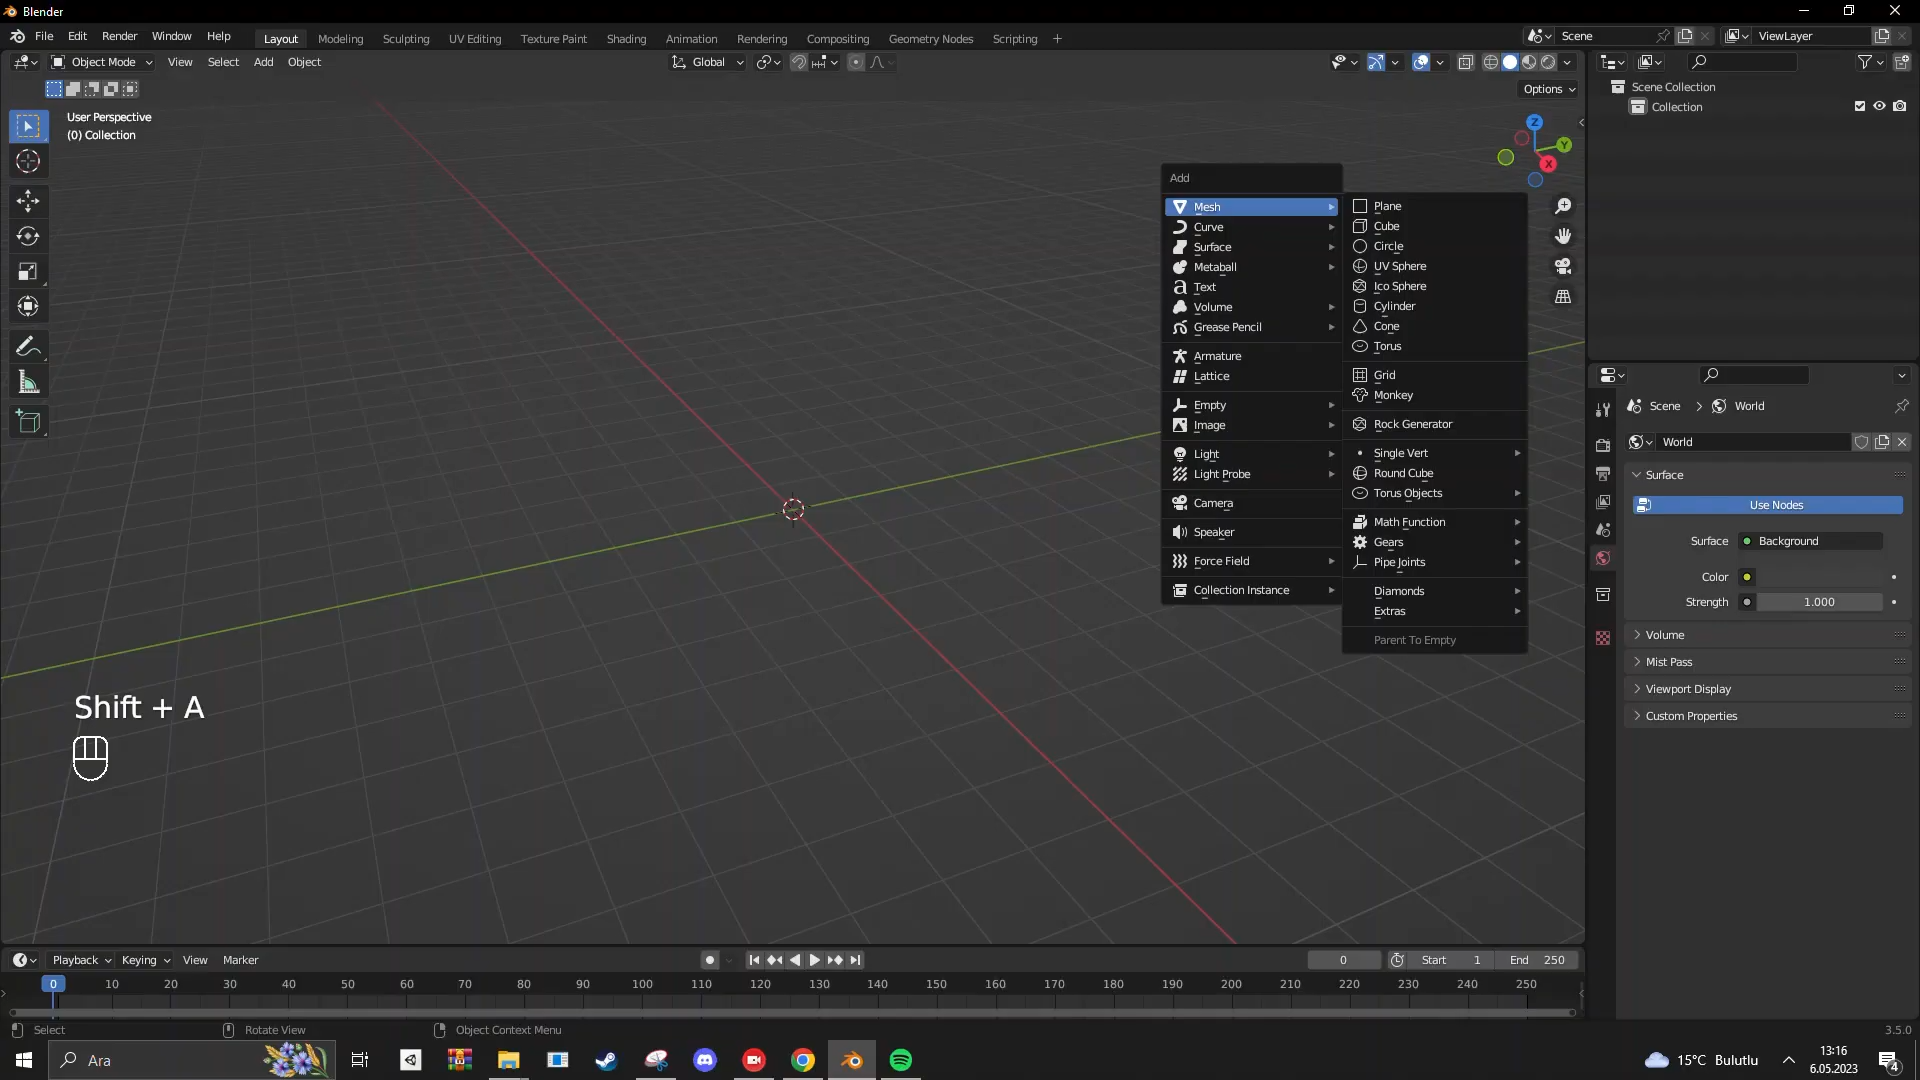 Blender
File Edit Render Window Help
Layout Modeling Sculpting UV Editing Texture Paint Shading Animation Rendering Compositing Geometry Nodes Scripting +
Scene
ViewLayer
Object Mode View Select Add Object
Global
Options
User Perspective
(0) Collection
Z
Y
X
Add
Mesh
Curve
Surface
Metaball
Text
Volume
Grease Pencil
Armature
Lattice
Empty
Image
Light
Light Probe
Camera
Speaker
Force Field
Collection Instance
Plane
Cube
Circle
UV Sphere
Ico Sphere
Cylinder
Cone
Torus
Grid
Monkey
Rock Generator
Single Vert
Round Cube
Torus Objects
Math Function
Gears
Pipe Joints
Diamonds
Extras
Parent To Empty
Scene Collection
Collection
Scene > World
World
Surface
Use Nodes
Surface Background
Color
Strength 1.000
Volume
Mist Pass
Viewport Display
Custom Properties
Shift + A
Playback Keying View Marker
0
Start 1
End 250
0 10 20 30 40 50 60 70 80 90 100 110 120 130 140 150 160 170 180 190 200 210 220 230 240 250
Select Rotate View Object Context Menu
3.5.0
Ara
15°C Bulutlu
13:16
6.05.2023
4